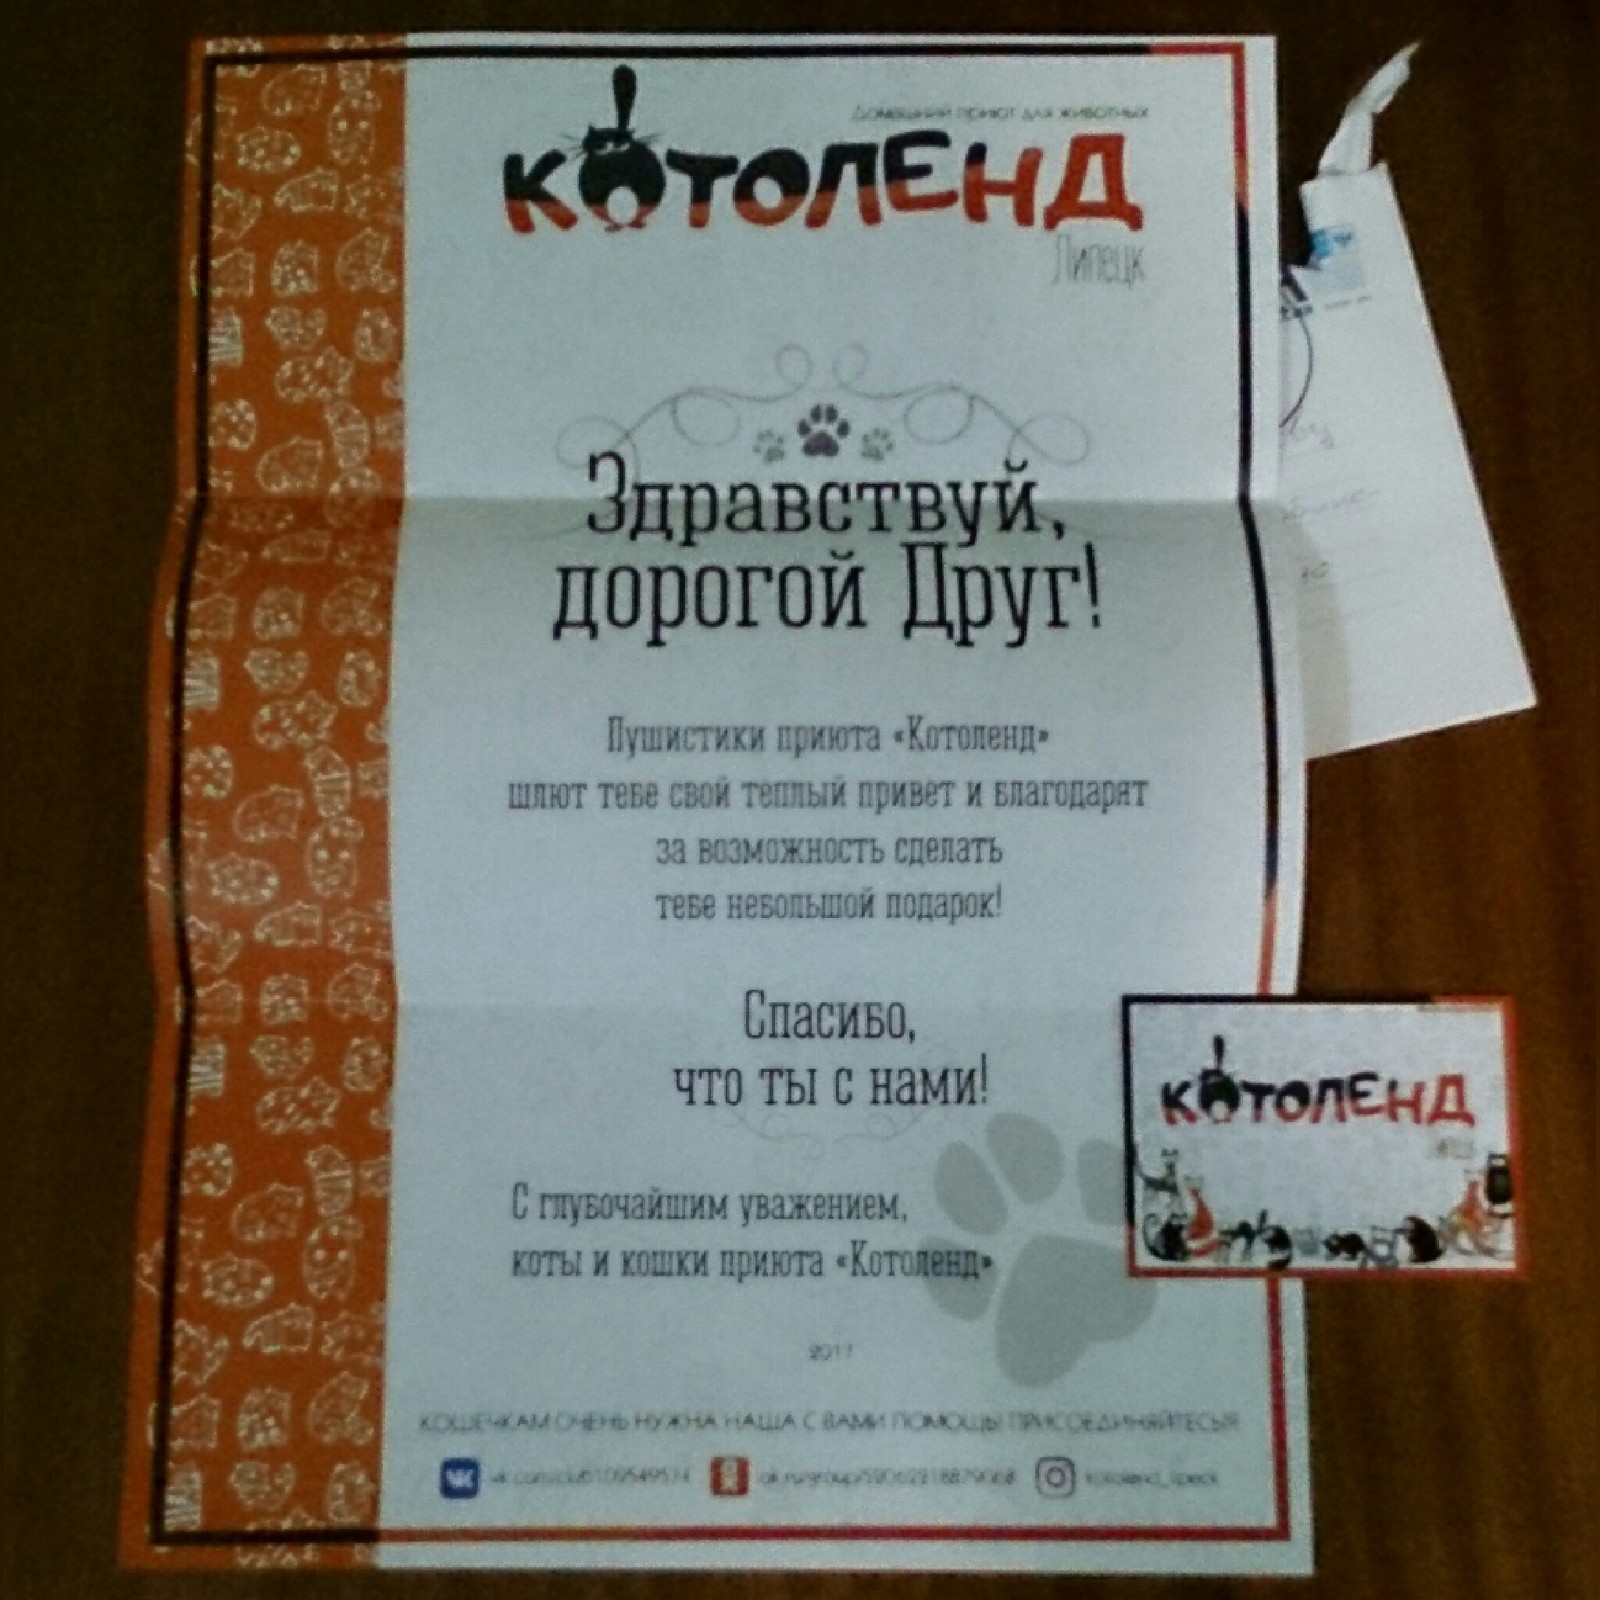 Домашний приют для животных
КОТОЛЕНД
Липецк
Здравствуй,
дорогой Друг!
Пушистики приюта «Котоленд»
шлют тебе свой теплый привет и благодарят
за возможность сделать
тебе небольшой подарок!
Спасибо,
что ты с нами!
С глубочайшим уважением,
коты и кошки приюта «Котоленд»
2017
КОШЕЧКАМ ОЧЕНЬ НУЖНА НАША С ВАМИ ПОМОЩЬ! ПРИСОЕДИНЯЙТЕСЬ!
kotolend_lipeck
КОТОЛЕНД